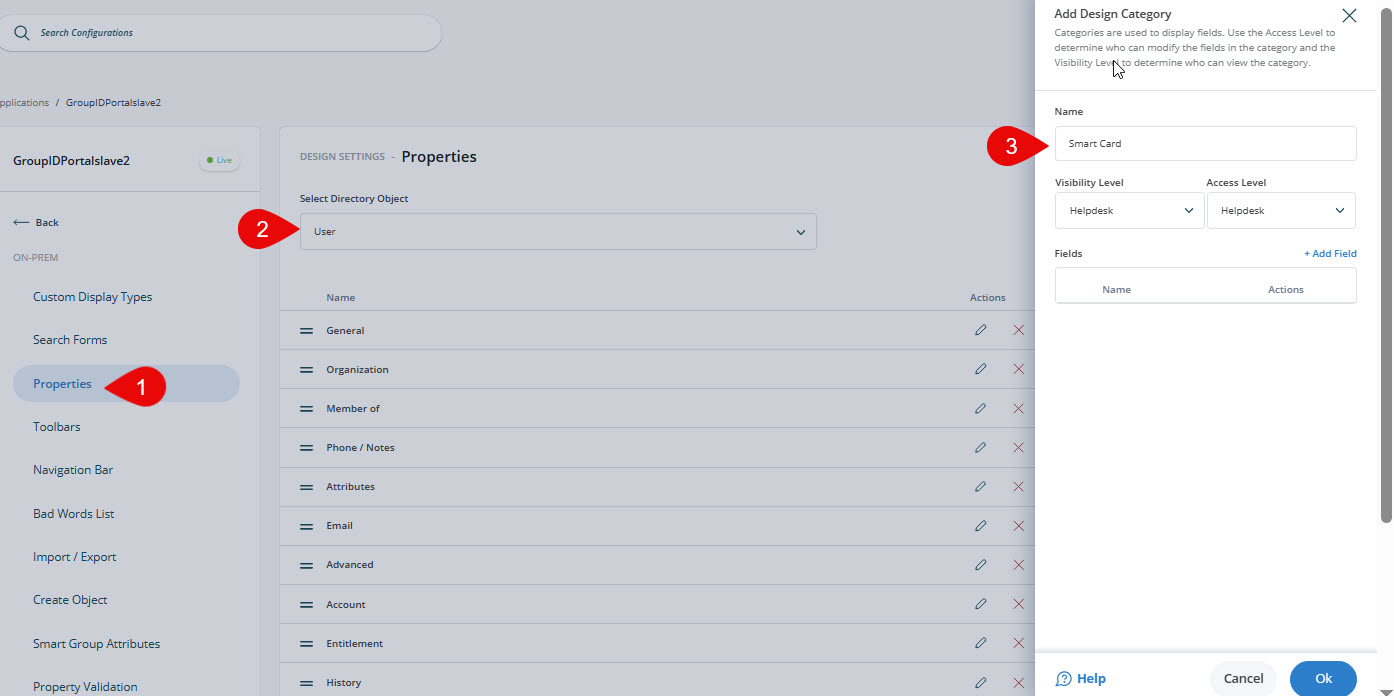 Search Configurations
pplications / GroupIDPortalslave2
GroupIDPortalslave2
Live
Back
ON-PREM
Custom Display Types
Search Forms
Properties
1
Toolbars
Navigation Bar
Bad Words List
Import / Export
Create Object
Smart Group Attributes
Property Validation
DESIGN SETTINGS - Properties
Select Directory Object
2
User
Name Actions
General
Organization
Member of
Phone / Notes
Attributes
Email
Advanced
Account
Entitlement
History
Add Design Category
Categories are used to display fields. Use the Access Level to
determine who can modify the fields in the category and the
Visibility Level to determine who can view the category.
Name
3
Smart Card
Visibility Level Access Level
Helpdesk Helpdesk
Fields + Add Field
Name Actions
Help Cancel Ok